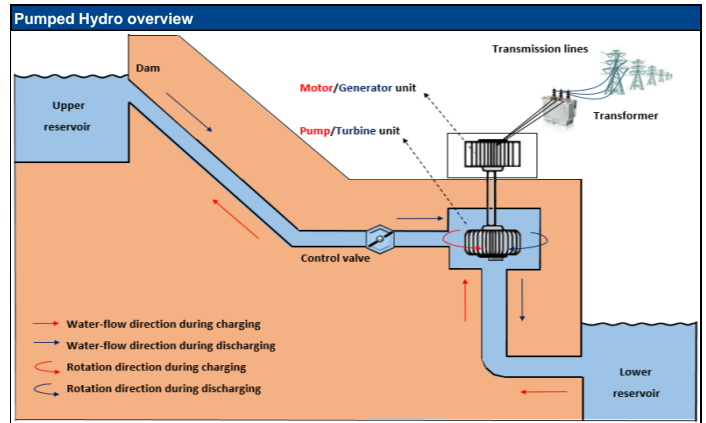 Pumped Hydro overview
Transmission lines
Dam
Motor/Generator unit
Upper
reservoir
Transformer
Pump/Turbine unit
Control valve
Water-flow direction during charging
Water-flow direction during discharging
Rotation direction during charging
Rotation direction during discharging
Lower
reservoir